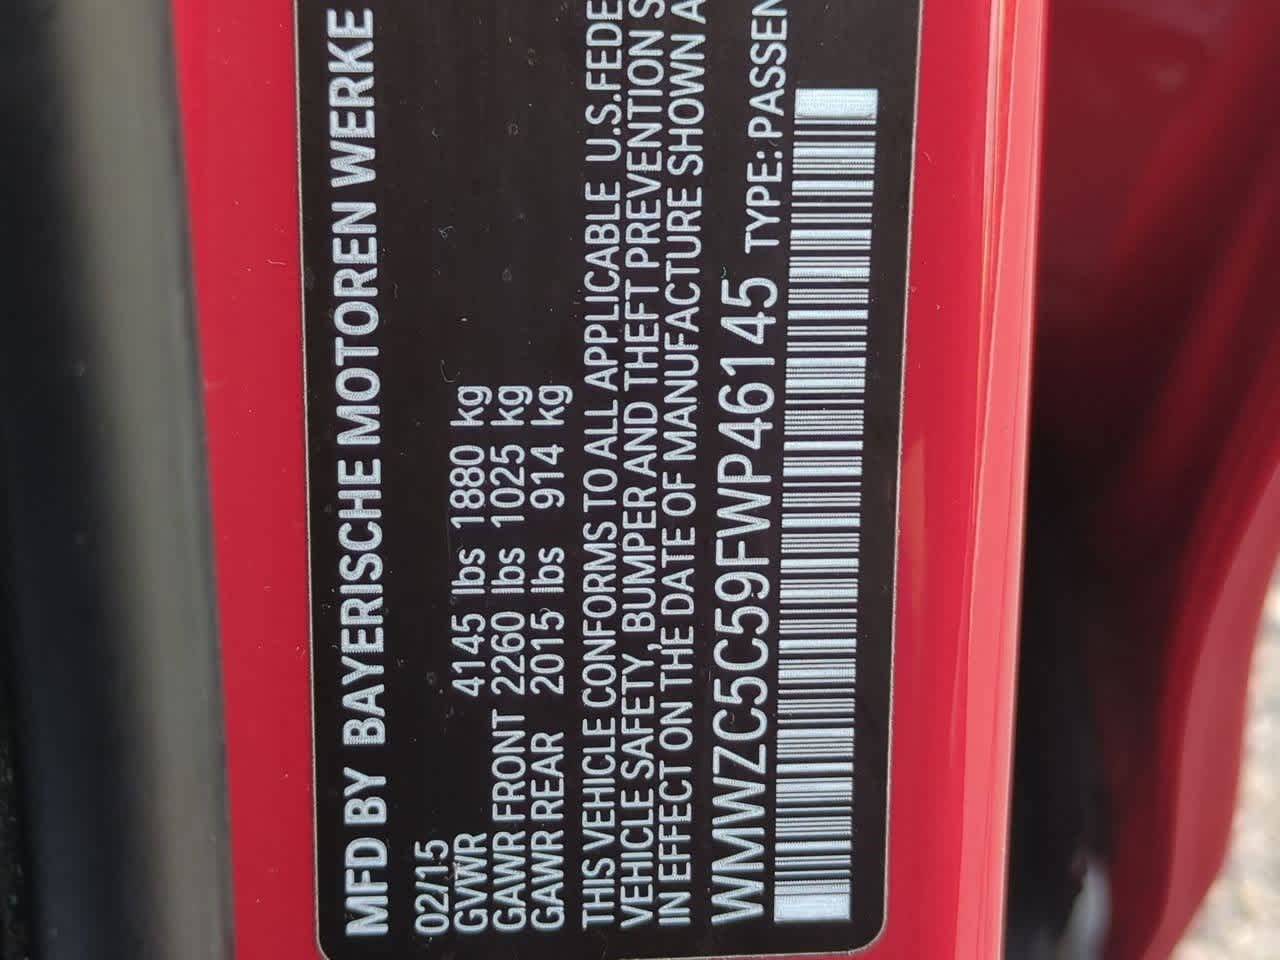 MFD BY BAYERISCHE MOTOREN WERKE
02/15
GVWR 4145 lbs 1880 kg
GAWR FRONT 2260 lbs 1025 kg
GAWR REAR 2015 lbs 914 kg
THIS VEHICLE CONFORMS TO ALL APPLICABLE U.S.FEDE
VEHICLE SAFETY, BUMPER AND THEFT PREVENTION S
IN EFFECT ON THE DATE OF MANUFACTURE SHOWN A
WMWZC5C59FWP46145 TYPE: PASSEN